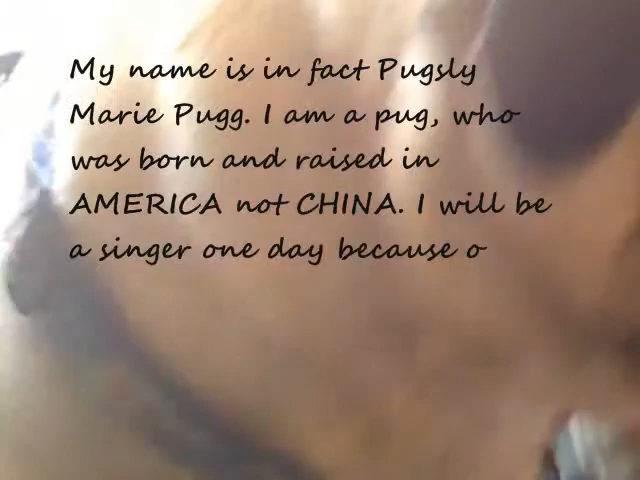 My name is in fact Pugsly
Marie Pugg. I am a pug, who
was born and raised in
AMERICA not CHINA. I will be
a singer one day because o